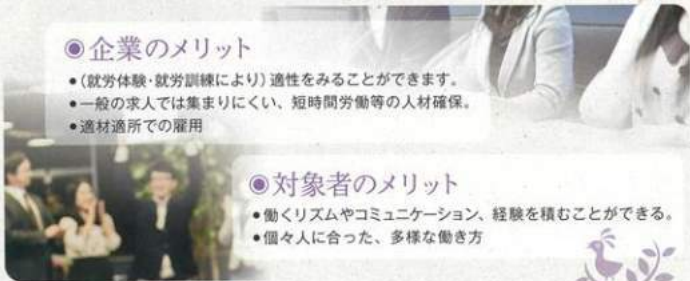 ◉企業のメリット
•(就労体験・就労訓練により)適性をみることができます。
•一般の求人では集まりにくい、短時間労働等の人材確保。
•適材適所での雇用
◉対象者のメリット
•働くリズムやコミュニケーション、経験を積むことができる。
•個々人に合った、多様な働き方